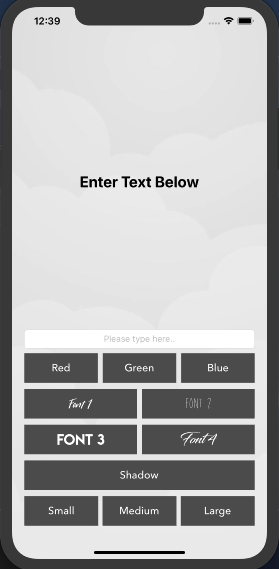 12:39
Enter Text Below
Please type here..
Red Green Blue
Font 1 FONT 2
FONT 3 Font 4
Shadow
Small Medium Large